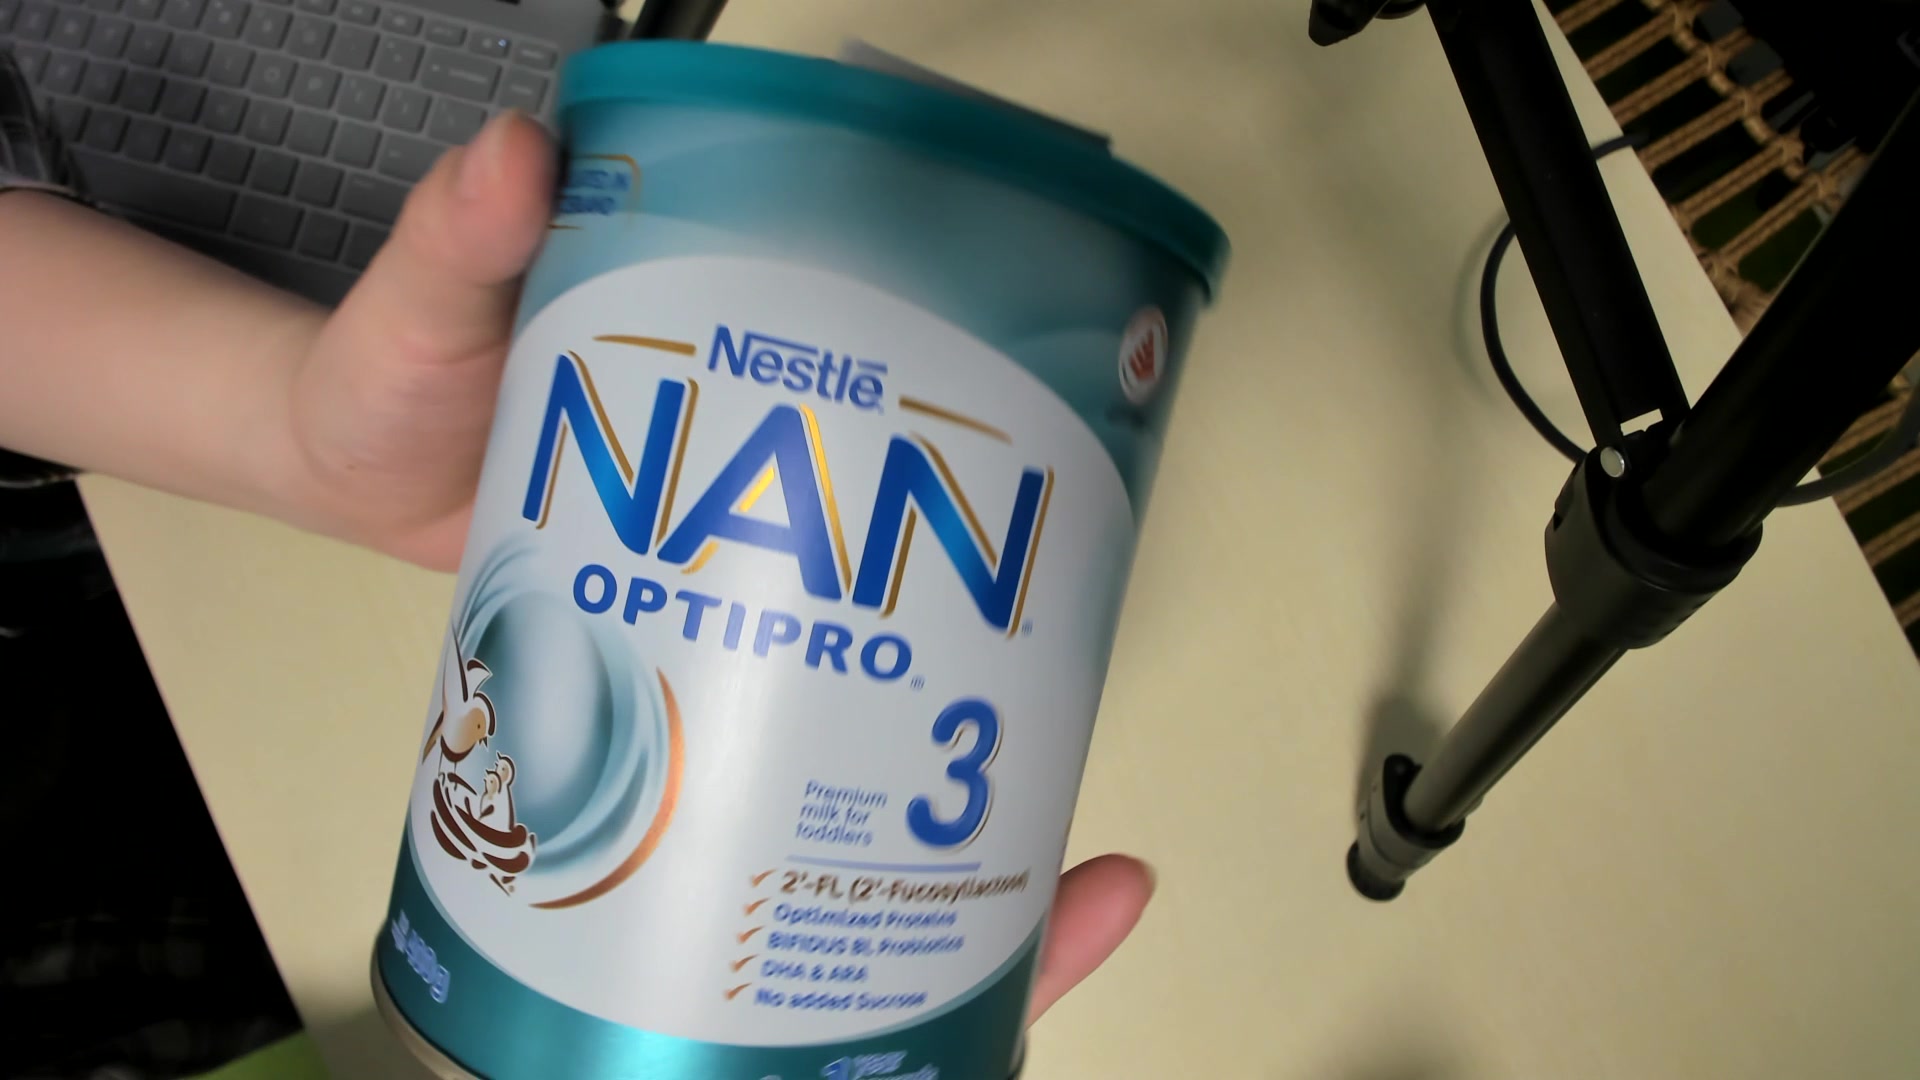 Nestlé
NAN
OPTIPRO
3
Premium
milk for
toddlers
2'-FL (2'-Fucosyllactose)
Optimized Proteins
BIFIDUS BL Probiotics
DHA & ARA
No added Sucrose